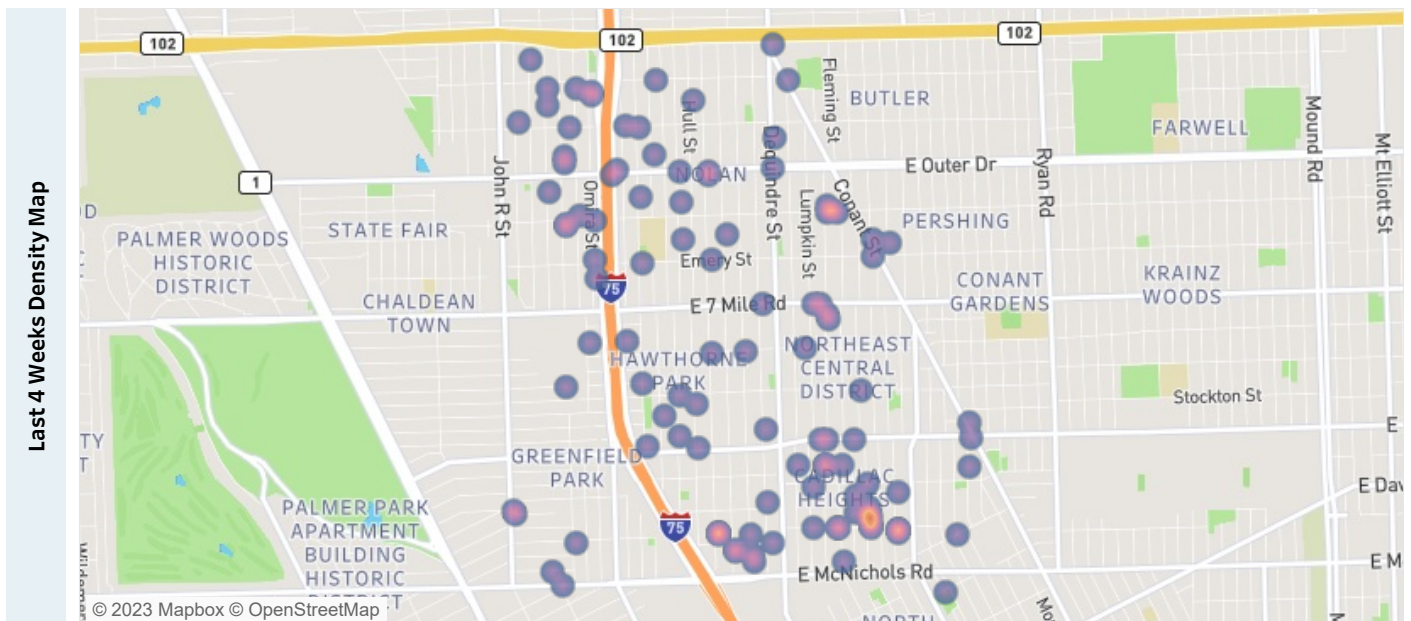 Last 4 Weeks Density Map
102
102
102
Fleming St
BUTLER
Hull St
FARWELL
Mound Rd
Mt Elliott St
Dequindre St
John R St
E Outer Dr
Ryan Rd
NOLAN
1
Omira St
Conant St
Lumpkin St
PERSHING
STATE FAIR
PALMER WOODS
HISTORIC
DISTRICT
Emery St
CONANT
GARDENS
KRAINZ
WOODS
75
CHALDEAN
TOWN
E 7 Mile Rd
HAWTHORNE
PARK
NORTHEAST
CENTRAL
DISTRICT
Stockton St
E
TY
T
GREENFIELD
PARK
CADILLAC
HEIGHTS
E Dav
PALMER PARK
APARTMENT
BUILDING
HISTORIC
75
E McNichols Rd
E M
© 2023 Mapbox © OpenStreetMap